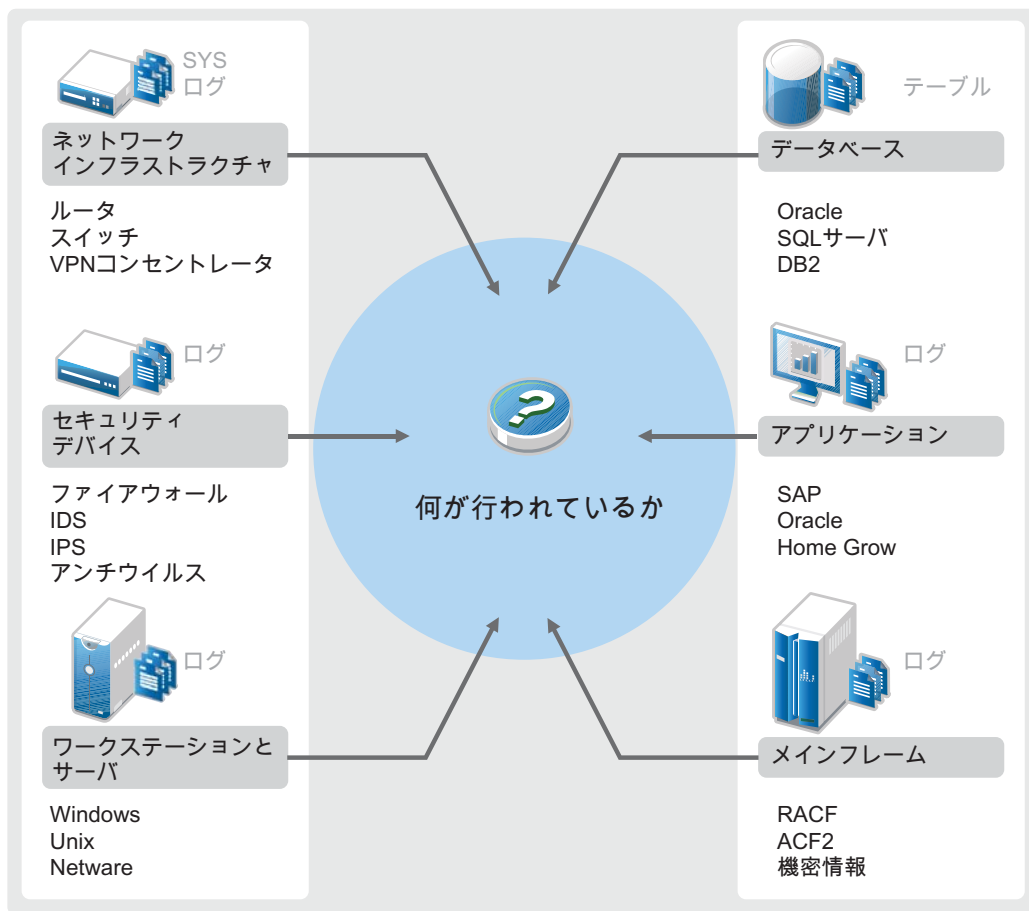 SYS
ログ
ネットワーク
インフラストラクチャ
ルータ
スイッチ
VPNコンセントレータ
ログ
セキュリティ
デバイス
ファイアウォール
IDS
IPS
アンチウイルス
ログ
ワークステーションと
サーバ
Windows
Unix
Netware
何が行われているか
テーブル
データベース
Oracle
SQLサーバ
DB2
ログ
アプリケーション
SAP
Oracle
Home Grow
ログ
メインフレーム
RACF
ACF2
機密情報